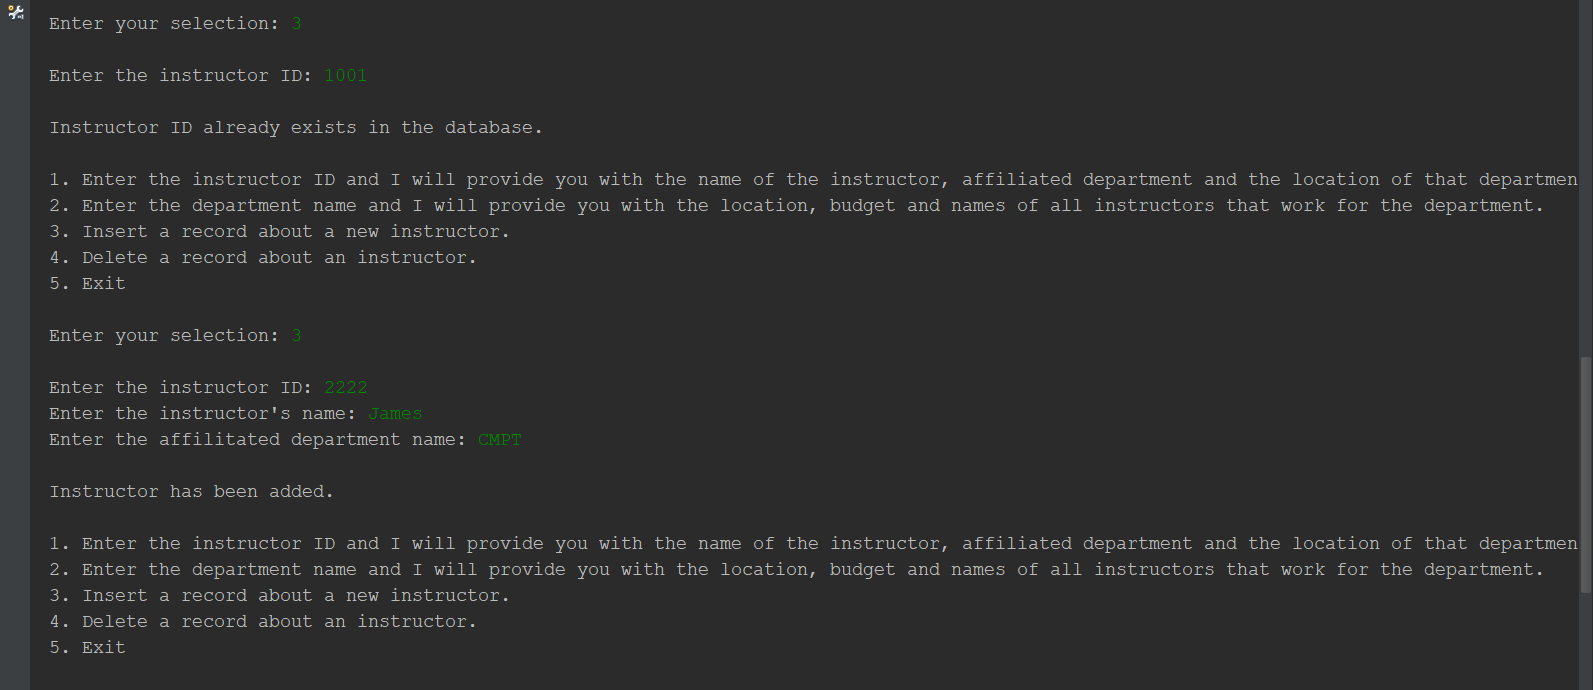 Enter your selection: 3
Enter the instructor ID: 1001
Instructor ID already exists in the database.
1. Enter the instructor ID and I will provide you with the name of the instructor, affiliated department and the location of that departmen
2. Enter the department name and I will provide you with the location, budget and names of all instructors that work for the department.
3. Insert a record about a new instructor.
4. Delete a record about an instructor.
5. Exit
Enter your selection: 3
Enter the instructor ID: 2222
Enter the instructor's name: James
Enter the affilitated department name: CMPT
Instructor has been added.
1. Enter the instructor ID and I will provide you with the name of the instructor, affiliated department and the location of that departmen
2. Enter the department name and I will provide you with the location, budget and names of all instructors that work for the department.
3. Insert a record about a new instructor.
4. Delete a record about an instructor.
5. Exit